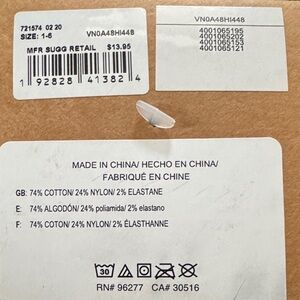 721574 02 20
SIZE: 1-6 VN0A48HI448
MFR SUGG RETAIL $13.95
1 92828 41382 4
VN0A48HI448
4001065195
4001065202
4001065153
4001065121
MADE IN CHINA/ HECHO EN CHINA/
FABRIQUÉ EN CHINE
GB: 74% COTTON/ 24% NYLON/ 2% ELASTANE
E: 74% ALGODÓN/ 24% poliamida/ 2% elastano
F: 74% COTON/ 24% NYLON/ 2% ÉLASTHANNE
30
RN# 96277 CA# 30516